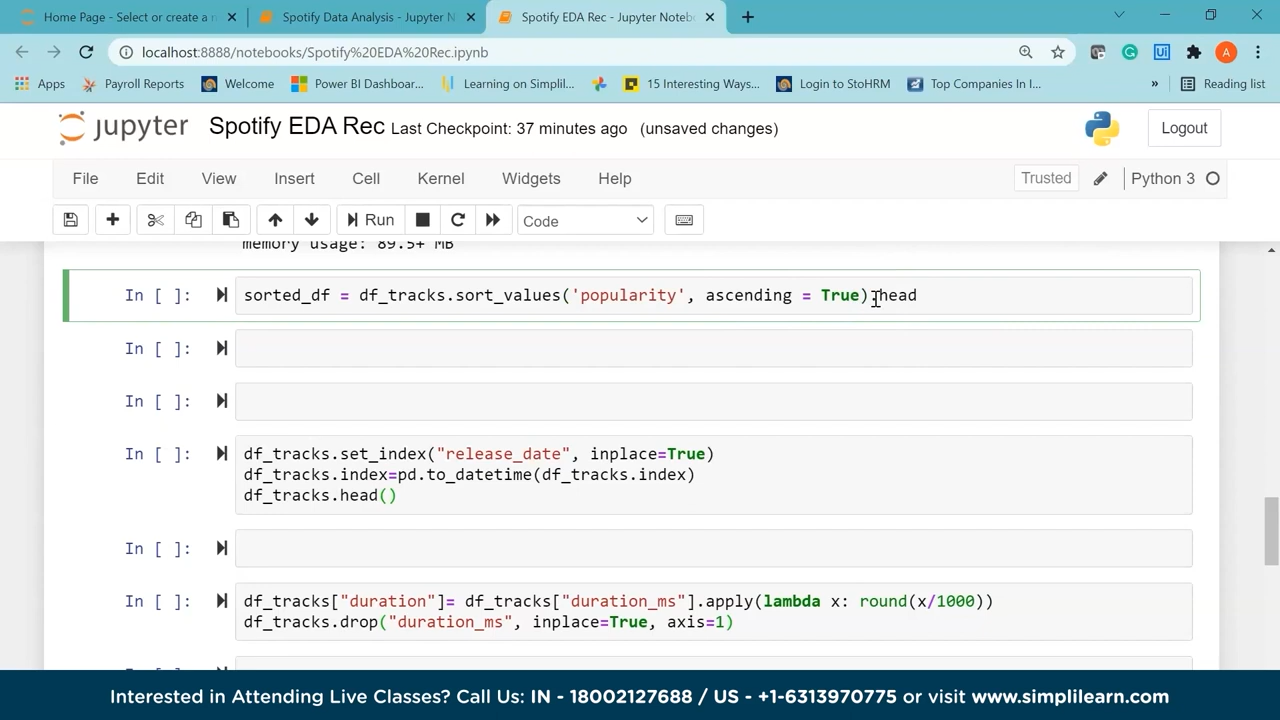 Home Page - Select or create a n
Spotify Data Analysis - Jupyter N
Spotify EDA Rec - Jupyter Notebo
localhost:8888/notebooks/Spotify%20EDA%20Rec.ipynb
A
Apps
Payroll Reports
Welcome
Power BI Dashboar...
Learning on Simplil...
15 Interesting Ways...
Login to StoHRM
Top Companies In I...
»
Reading list
jupyter
Spotify EDA Rec
Last Checkpoint: 37 minutes ago
(unsaved changes)
Logout
File
Edit
View
Insert
Cell
Kernel
Widgets
Help
Trusted
Python 3
Run
Code
memory usage: 89.5+ MB
In [ ]:
sorted_df = df_tracks.sort_values('popularity', ascending = True).head
In [ ]:
In [ ]:
In [ ]:
df_tracks.set_index("release_date", inplace=True)
df_tracks.index=pd.to_datetime(df_tracks.index)
df_tracks.head()
In [ ]:
In [ ]:
df_tracks["duration"]= df_tracks["duration_ms"].apply(lambda x: round(x/1000))
df_tracks.drop("duration_ms", inplace=True, axis=1)
Interested in Attending Live Classes? Call Us: IN - 18002127688 / US - +1-6313970775 or visit www.simplilearn.com